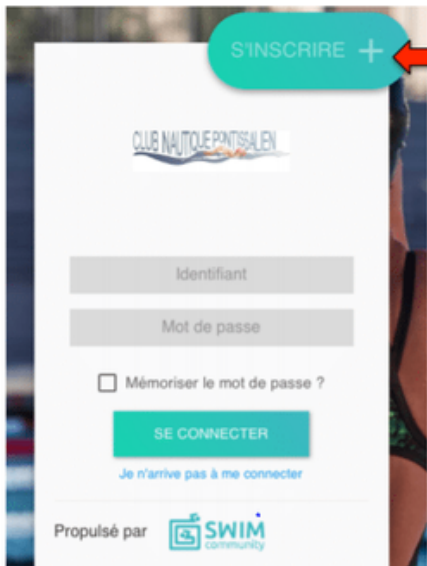 S'INSCRIRE +
CLUB NAUTIQUE PONTISSALIEN
Identifiant
Mot de passe
Mémoriser le mot de passe ?
SE CONNECTER
Je n'arrive pas à me connecter
Propulsé par SWIM
community